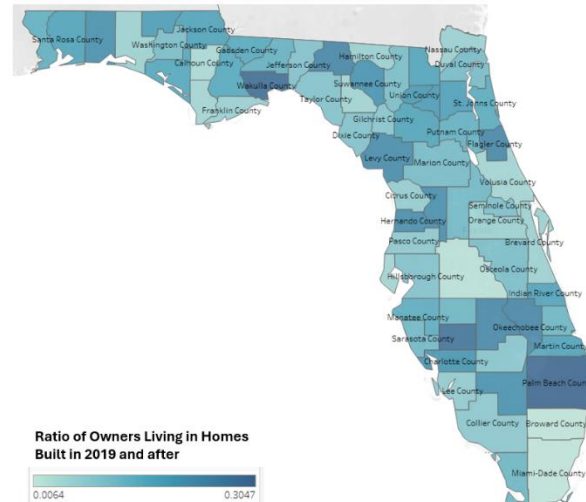 Jackson County
Santa Rosa County
Washington County
Gadsden County
Calhoun County
Jefferson County
Hamilton County
Nassau County
Duval County
Wakulla County
Suwannee County
Franklin County
Taylor County
Union County
St. Johns County
Gilchrist County
Dixie County
Putnam County
Flagler County
Levy County
Marion County
Volusia County
Citrus County
Seminole County
Hernando County
Orange County
Pasco County
Brevard County
Osceola County
Hillsborough County
Indian River County
Manatee County
Okeechobee County
Sarasota County
Martin County
Charlotte County
Palm Beach Coun
Lee County
Collier County
Broward County
Miami-Dade County
Ratio of Owners Living in Homes
Built in 2019 and after
0.0064 0.3047